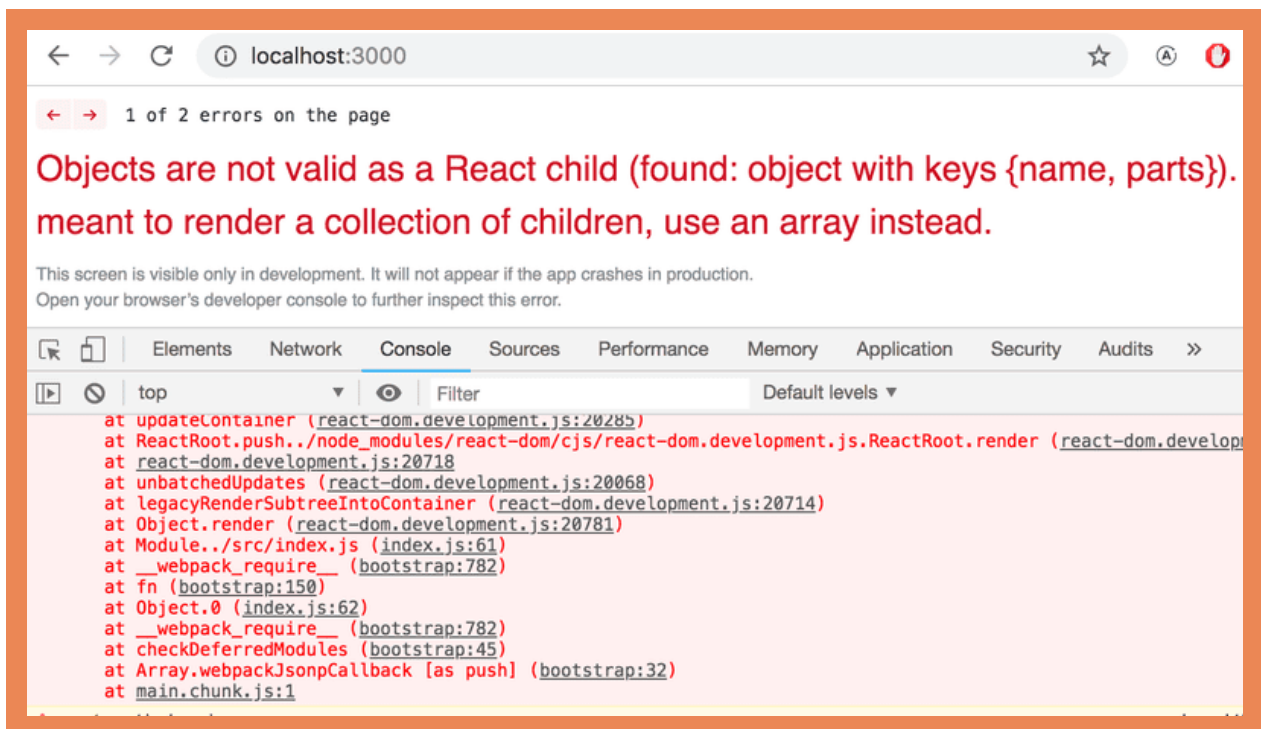 localhost:3000
1 of 2 errors on the page
Objects are not valid as a React child (found: object with keys {name, parts}).
meant to render a collection of children, use an array instead.
This screen is visible only in development. It will not appear if the app crashes in production.
Open your browser's developer console to further inspect this error.
Elements Network Console Sources Performance Memory Application Security Audits »
top Filter Default levels
at updateContainer (react-dom.development.js:20285)
at ReactRoot.push../node_modules/react-dom/cjs/react-dom.development.js.ReactRoot.render (react-dom.develop
at react-dom.development.js:20718
at unbatchedUpdates (react-dom.development.js:20068)
at legacyRenderSubtreeIntoContainer (react-dom.development.js:20714)
at Object.render (react-dom.development.js:20781)
at Module../src/index.js (index.js:61)
at __webpack_require__ (bootstrap:782)
at fn (bootstrap:150)
at Object.0 (index.js:62)
at __webpack_require__ (bootstrap:782)
at checkDeferredModules (bootstrap:45)
at Array.webpackJsonpCallback [as push] (bootstrap:32)
at main.chunk.js:1